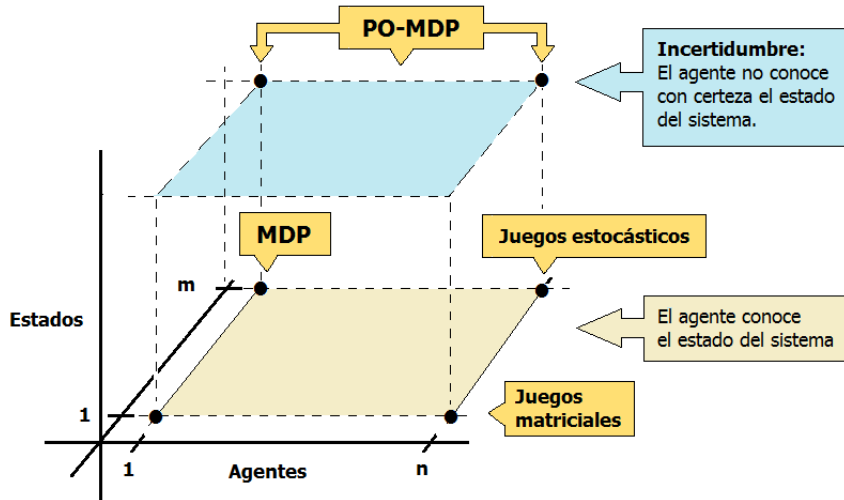 PO-MDP
Incertidumbre:
El agente no conoce
con certeza el estado
del sistema.
MDP
Juegos estocásticos
m
Estados
El agente conoce
el estado del sistema
1
Juegos
matriciales
1
Agentes
n